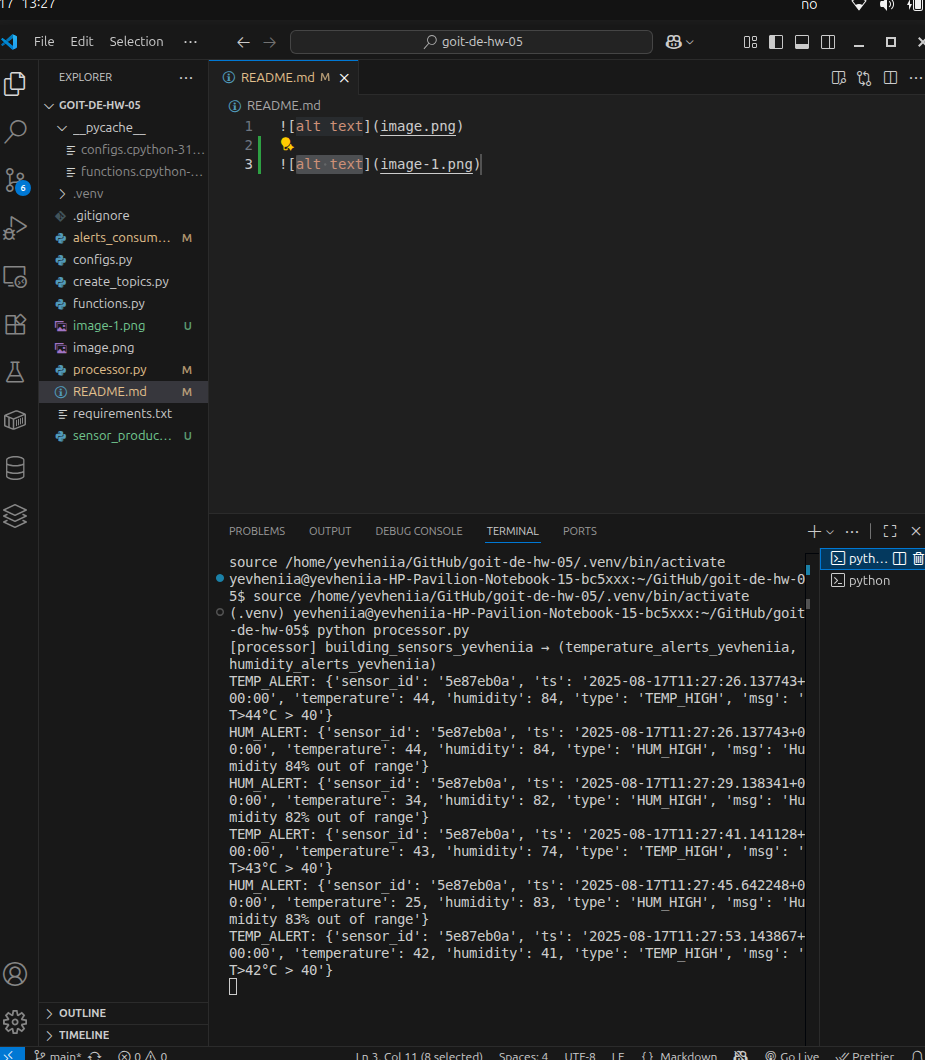 17 13:27
no
File Edit Selection ···
goit-de-hw-05
EXPLORER ···
GOIT-DE-HW-05
__pycache__
configs.cpython-31...
functions.cpython-...
.venv
.gitignore
alerts_consum... M
configs.py
create_topics.py
functions.py
image-1.png U
image.png
processor.py M
README.md M
requirements.txt
sensor_produc... U
6
OUTLINE
TIMELINE
README.md M
README.md
1 ![alt text](image.png)
2
3 ![alt text](image-1.png)
PROBLEMS OUTPUT DEBUG CONSOLE TERMINAL PORTS
source /home/yevheniia/GitHub/goit-de-hw-05/.venv/bin/activate
yevheniia@yevheniia-HP-Pavilion-Notebook-15-bc5xxx:~/GitHub/goit-de-hw-0
5$ source /home/yevheniia/GitHub/goit-de-hw-05/.venv/bin/activate
(.venv) yevheniia@yevheniia-HP-Pavilion-Notebook-15-bc5xxx:~/GitHub/goit
-de-hw-05$ python processor.py
[processor] building_sensors_yevheniia → (temperature_alerts_yevheniia,
humidity_alerts_yevheniia)
TEMP_ALERT: {'sensor_id': '5e87eb0a', 'ts': '2025-08-17T11:27:26.137743+
00:00', 'temperature': 44, 'humidity': 84, 'type': 'TEMP_HIGH', 'msg': '
T>44°C > 40'}
HUM_ALERT: {'sensor_id': '5e87eb0a', 'ts': '2025-08-17T11:27:26.137743+0
0:00', 'temperature': 44, 'humidity': 84, 'type': 'HUM_HIGH', 'msg': 'Hu
midity 84% out of range'}
HUM_ALERT: {'sensor_id': '5e87eb0a', 'ts': '2025-08-17T11:27:29.138341+0
0:00', 'temperature': 34, 'humidity': 82, 'type': 'HUM_HIGH', 'msg': 'Hu
midity 82% out of range'}
TEMP_ALERT: {'sensor_id': '5e87eb0a', 'ts': '2025-08-17T11:27:41.141128+
00:00', 'temperature': 43, 'humidity': 74, 'type': 'TEMP_HIGH', 'msg': '
T>43°C > 40'}
HUM_ALERT: {'sensor_id': '5e87eb0a', 'ts': '2025-08-17T11:27:45.642248+0
0:00', 'temperature': 25, 'humidity': 83, 'type': 'HUM_HIGH', 'msg': 'Hu
midity 83% out of range'}
TEMP_ALERT: {'sensor_id': '5e87eb0a', 'ts': '2025-08-17T11:27:53.143867+
00:00', 'temperature': 42, 'humidity': 41, 'type': 'TEMP_HIGH', 'msg': '
T>42°C > 40'}
pyth...
python
main* 0 0 Ln 3, Col 11 (8 selected) Spaces: 4 UTF-8 LF {} Markdown Go Live Prettier